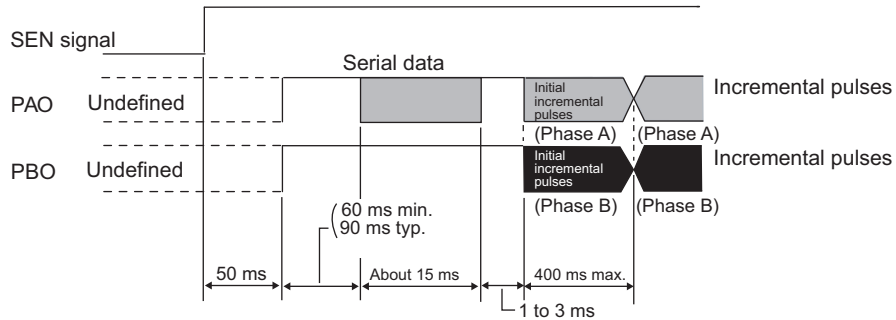 SEN signal
Serial data
PAO
Undefined
Initial
incremental
pulses
Incremental pulses
(Phase A)
(Phase A)
PBO
Undefined
Initial
incremental
pulses
Incremental pulses
(Phase B)
(Phase B)
60 ms min.
90 ms typ.
50 ms
About 15 ms
400 ms max.
1 to 3 ms